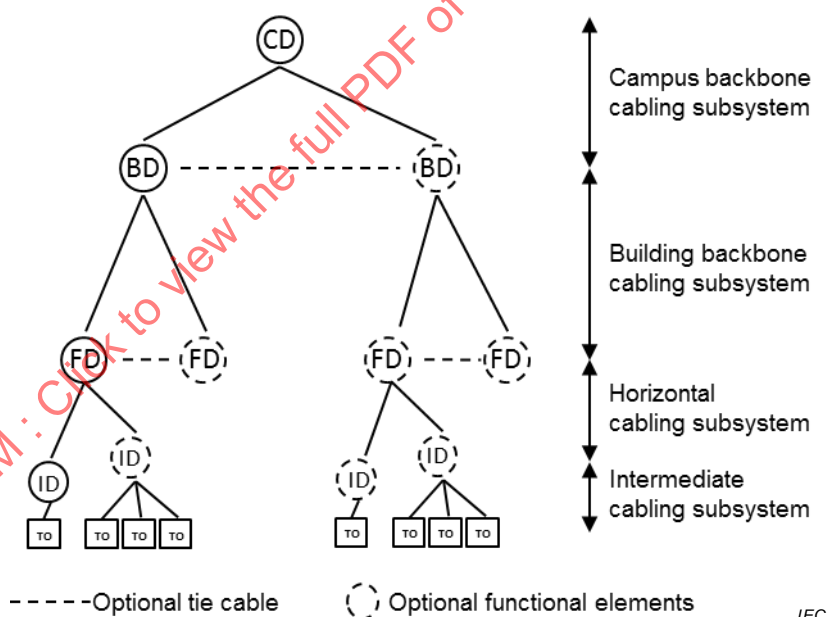 CD
Campus backbone
cabling subsystem
BD
BD
Building backbone
cabling subsystem
FD
FD
FD
FD
Horizontal
cabling subsystem
ID
ID
ID
ID
Intermediate
cabling subsystem
TO
TO
TO
TO
TO
TO
TO
TO
Optional tie cable
Optional functional elements
IEC
M : Click to view the full PDF of